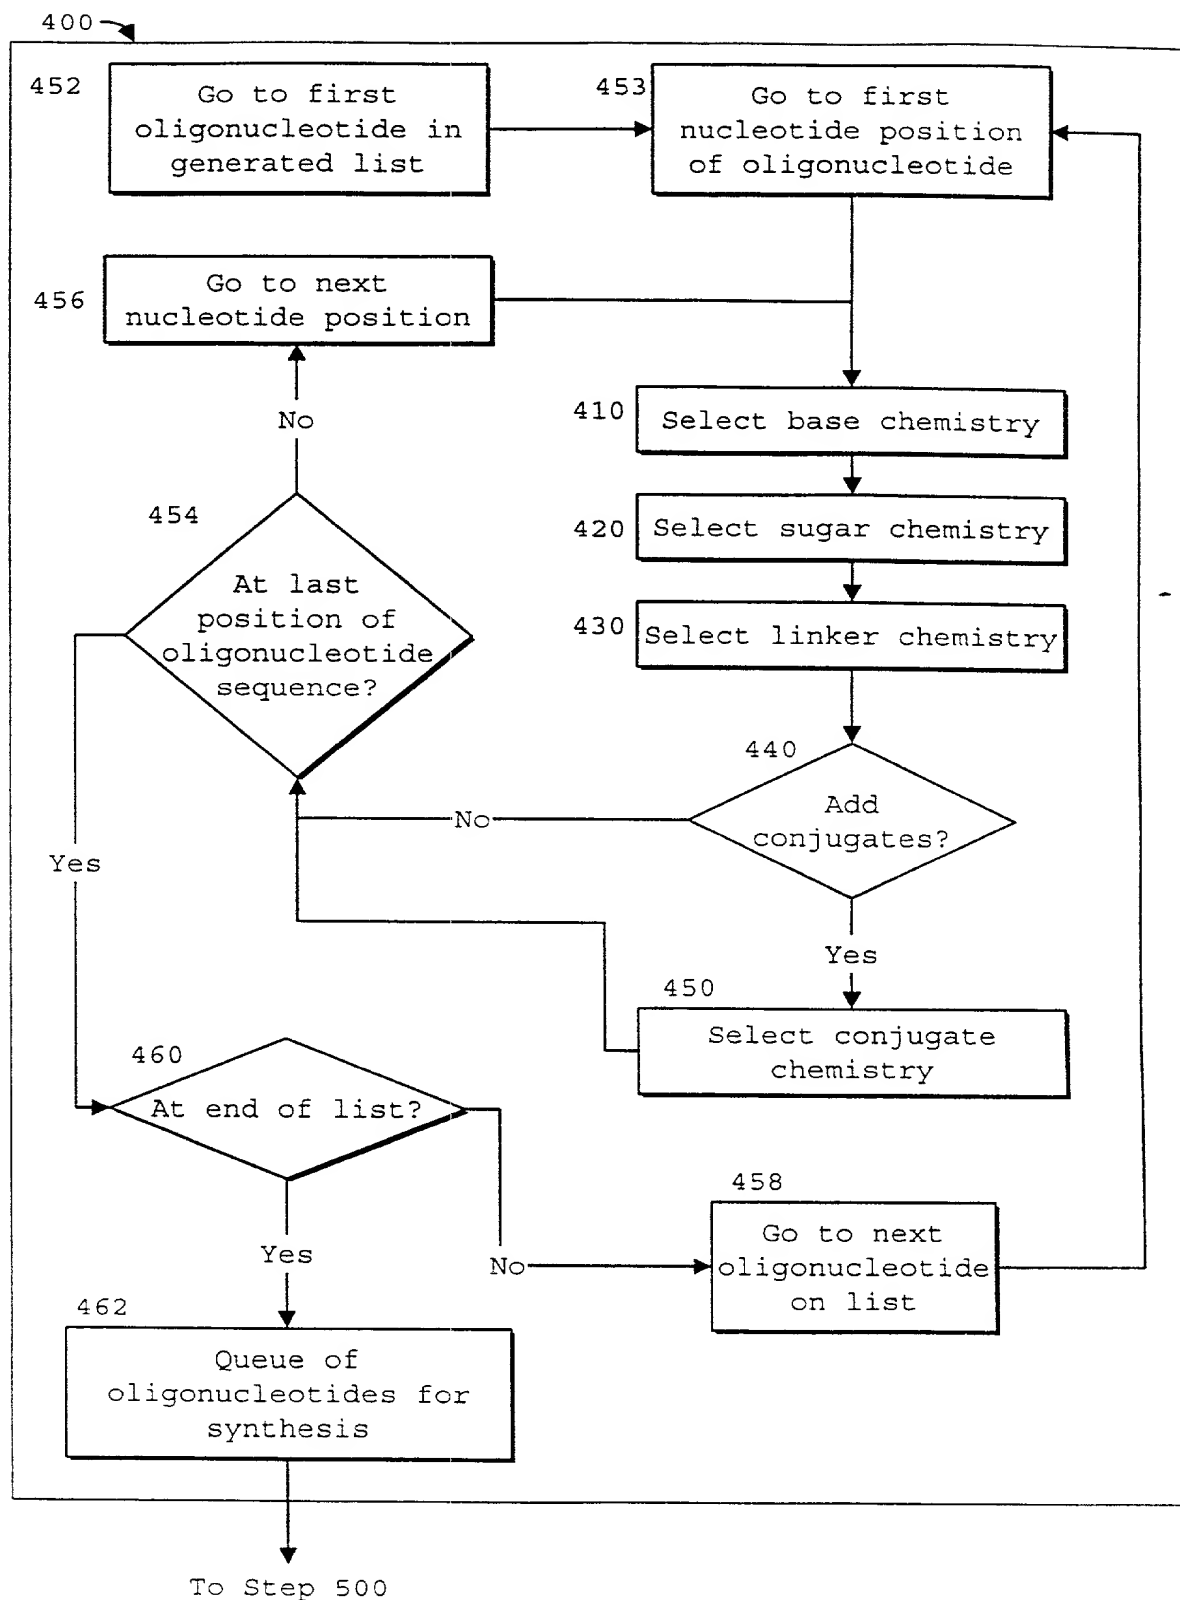 400
452
Go to first
oligonucleotide in
generated list
453
Go to first
nucleotide position
of oligonucleotide
456
Go to next
nucleotide position
No
410
Select base chemistry
454
420
Select sugar chemistry
At last
position of
oligonucleotide
sequence?
430
Select linker chemistry
440
Add
conjugates?
No
Yes
Yes
450
Select conjugate
chemistry
460
At end of list?
458
Go to next
oligonucleotide
on list
Yes
No
462
Queue of
oligonucleotides for
synthesis
To Step 500